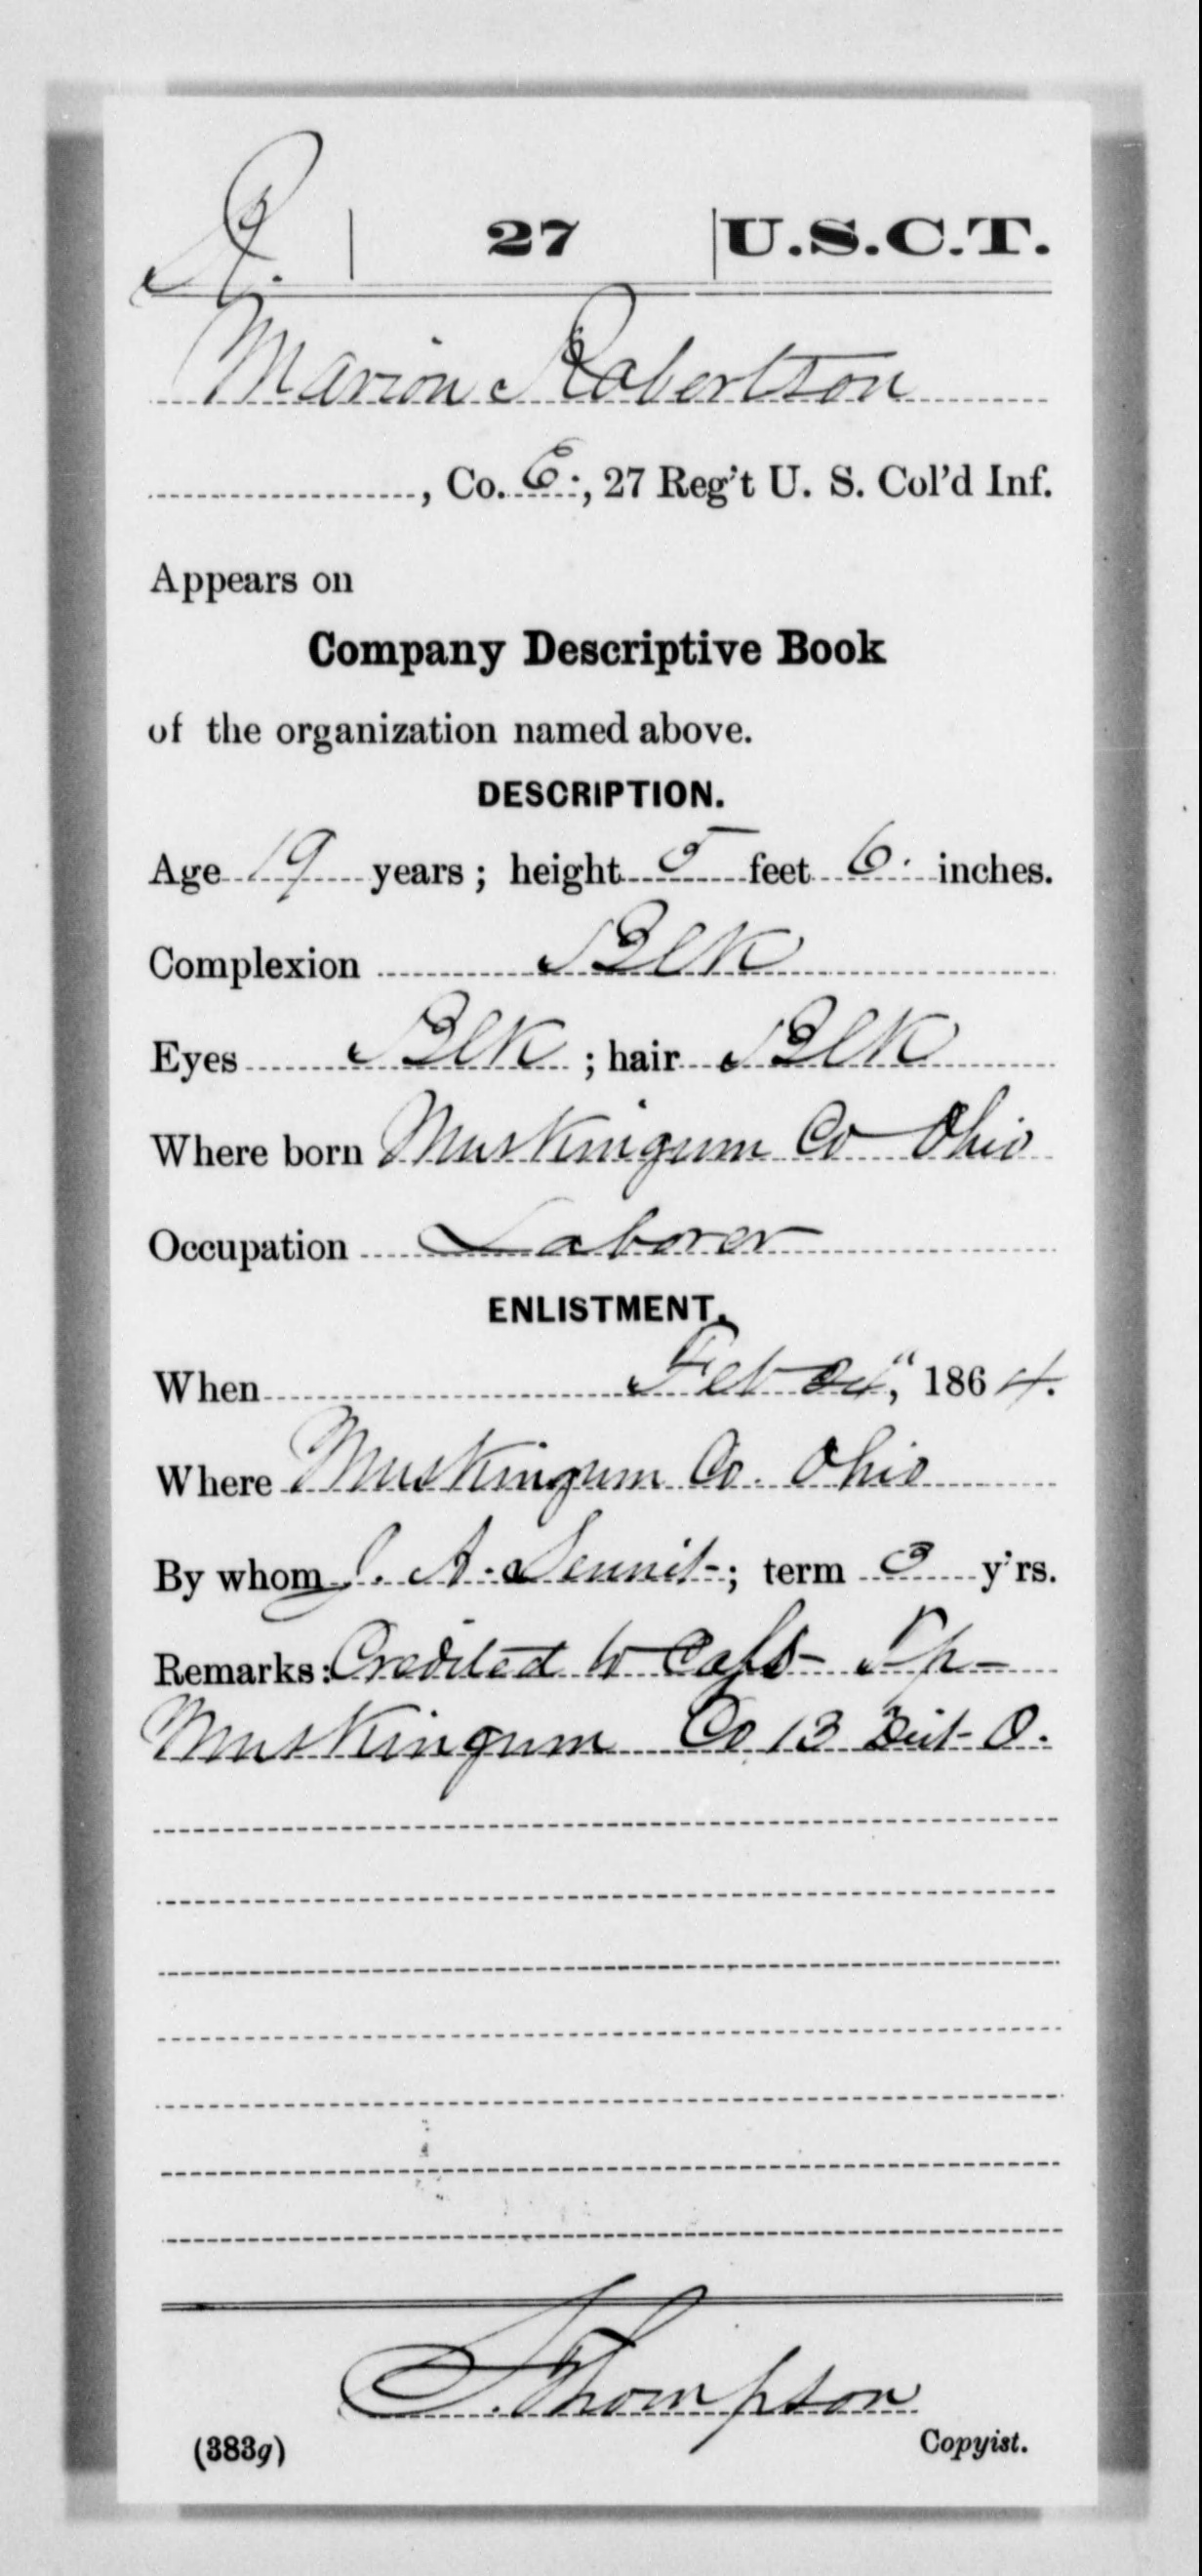 R. | 27 | U.S.C.T.
Marion Robertson
, Co. E., 27 Reg't U. S. Col'd Inf.
Appears on
Company Descriptive Book
of the organization named above.
DESCRIPTION.
Age 19 years; height 5 feet 6. inches.
Complexion Blk
Eyes Blk; hair Blk
Where born Muskingum Co Ohio
Occupation Laborer
ENLISTMENT.
When Feb, 1864.
Where Muskingum Co. Ohio
By whom J. A.; term 3 y'rs.
Remarks: Credited to Tp
Muskingum Co 13 Dist O.
Thompson
(383g) Copyist.